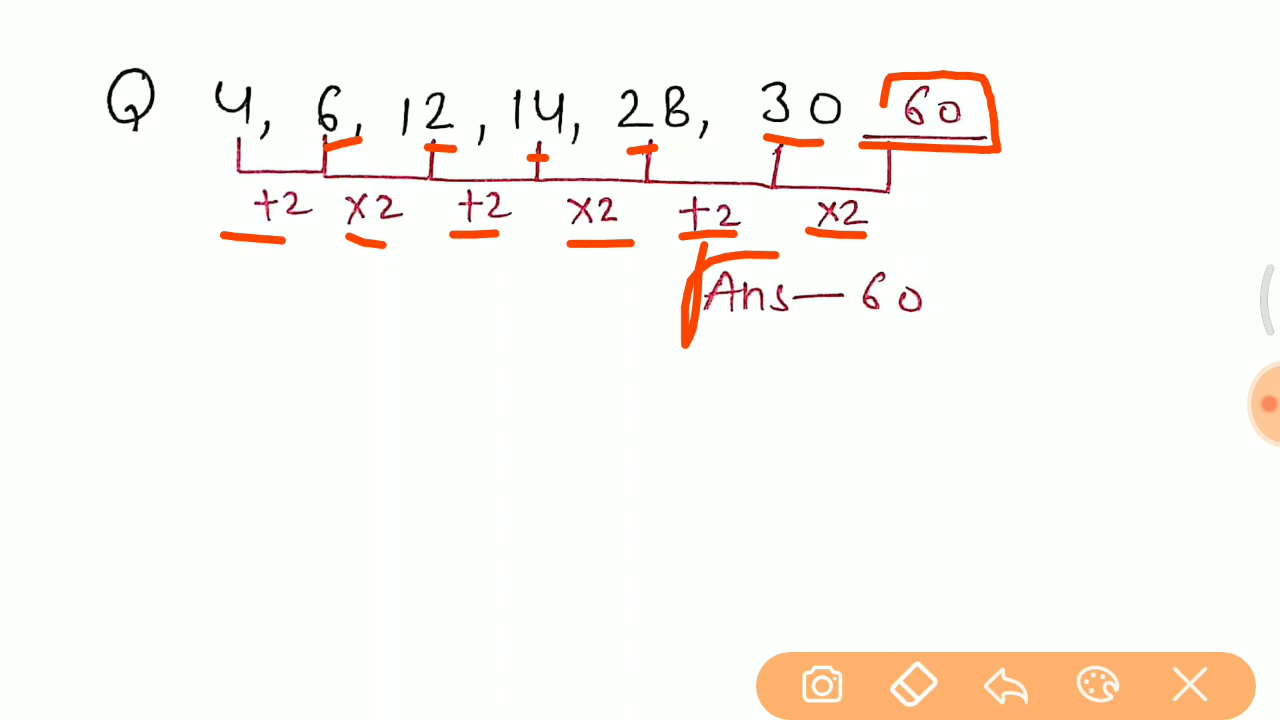 Q 4, 6, 12, 14, 28, 30 60
+2 ×2 +2 ×2 +2 ×2
Ans— 60